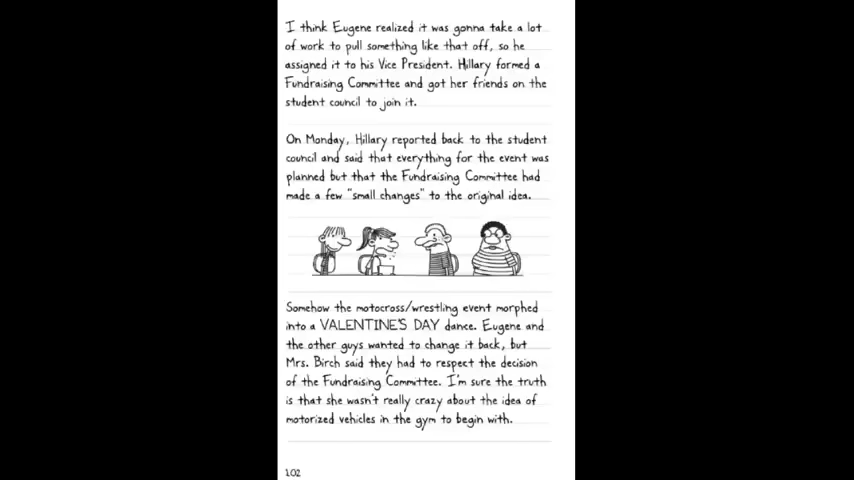 I think Eugene realized it was gonna take a lot
of work to pull something like that off, so he
assigned it to his Vice President. Hillary formed a
Fundraising Committee and got her friends on the
student council to join it.
On Monday, Hillary reported back to the student
council and said that everything for the event was
planned but that the Fundraising Committee had
made a few "small changes" to the original idea.
Somehow the motocross/wrestling event morphed
into a VALENTINE'S DAY dance. Eugene and
the other guys wanted to change it back, but
Mrs. Birch said they had to respect the decision
of the Fundraising Committee. I'm sure the truth
is that she wasn't really crazy about the idea of
motorized vehicles in the gym to begin with.
102